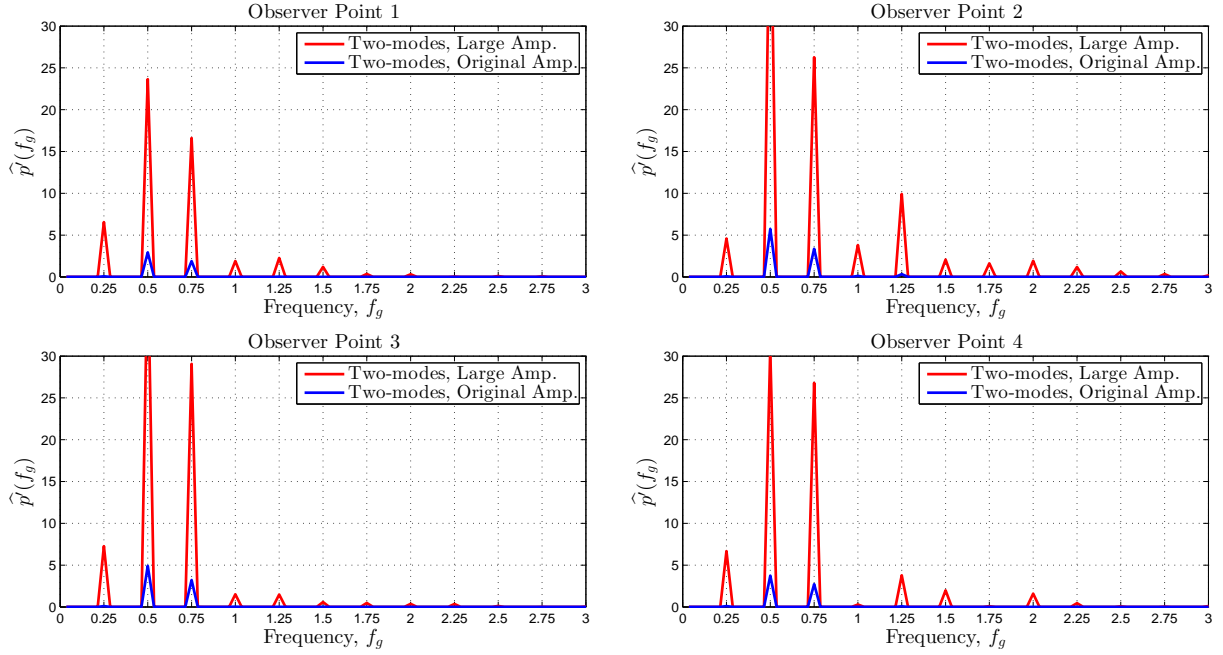 Observer Point 1
30
25
20
15
10
5
0
p̂′(f_g)
Two-modes, Large Amp.
Two-modes, Original Amp.
0 0.25 0.5 0.75 1 1.25 1.5 1.75 2 2.25 2.5 2.75 3
Frequency, f_g
Observer Point 2
30
25
20
15
10
5
0
p̂′(f_g)
Two-modes, Large Amp.
Two-modes, Original Amp.
0 0.25 0.5 0.75 1 1.25 1.5 1.75 2 2.25 2.5 2.75 3
Frequency, f_g
Observer Point 3
30
25
20
15
10
5
0
p̂′(f_g)
Two-modes, Large Amp.
Two-modes, Original Amp.
0 0.25 0.5 0.75 1 1.25 1.5 1.75 2 2.25 2.5 2.75 3
Frequency, f_g
Observer Point 4
30
25
20
15
10
5
0
p̂′(f_g)
Two-modes, Large Amp.
Two-modes, Original Amp.
0 0.25 0.5 0.75 1 1.25 1.5 1.75 2 2.25 2.5 2.75 3
Frequency, f_g